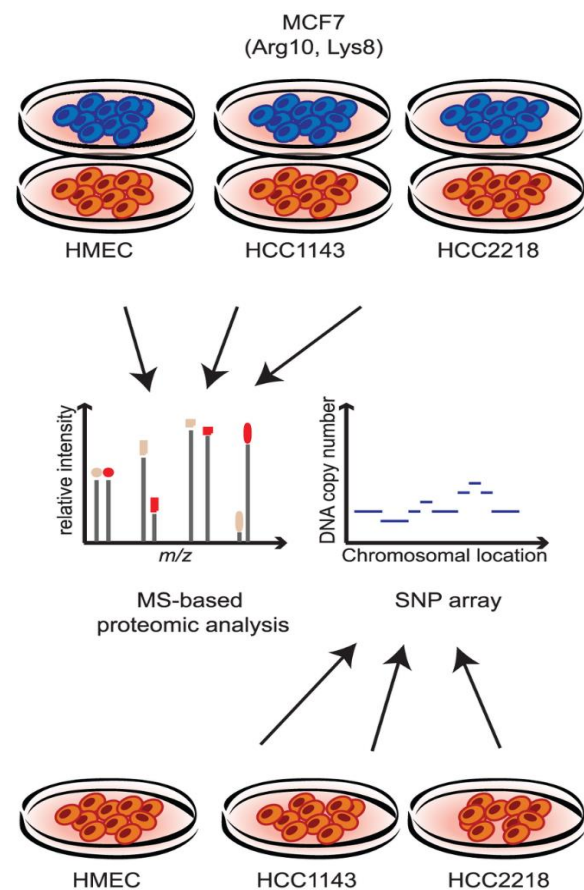 MCF7
(Arg10, Lys8)
HMEC
HCC1143
HCC2218
relative intensity
m/z
DNA copy number
Chromosomal location
MS-based
proteomic analysis
SNP array
HMEC
HCC1143
HCC2218